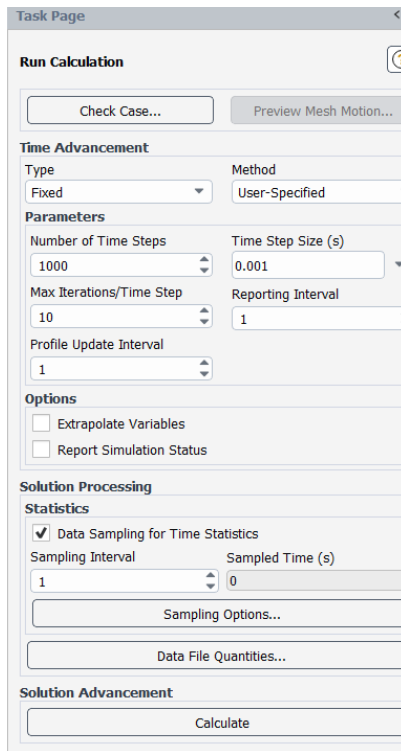 Task Page
Run Calculation
Check Case... Preview Mesh Motion...
Time Advancement
Type Method
Fixed User-Specified
Parameters
Number of Time Steps Time Step Size (s)
1000 0.001
Max Iterations/Time Step Reporting Interval
10 1
Profile Update Interval
1
Options
Extrapolate Variables
Report Simulation Status
Solution Processing
Statistics
Data Sampling for Time Statistics
Sampling Interval Sampled Time (s)
1 0
Sampling Options...
Data File Quantities...
Solution Advancement
Calculate